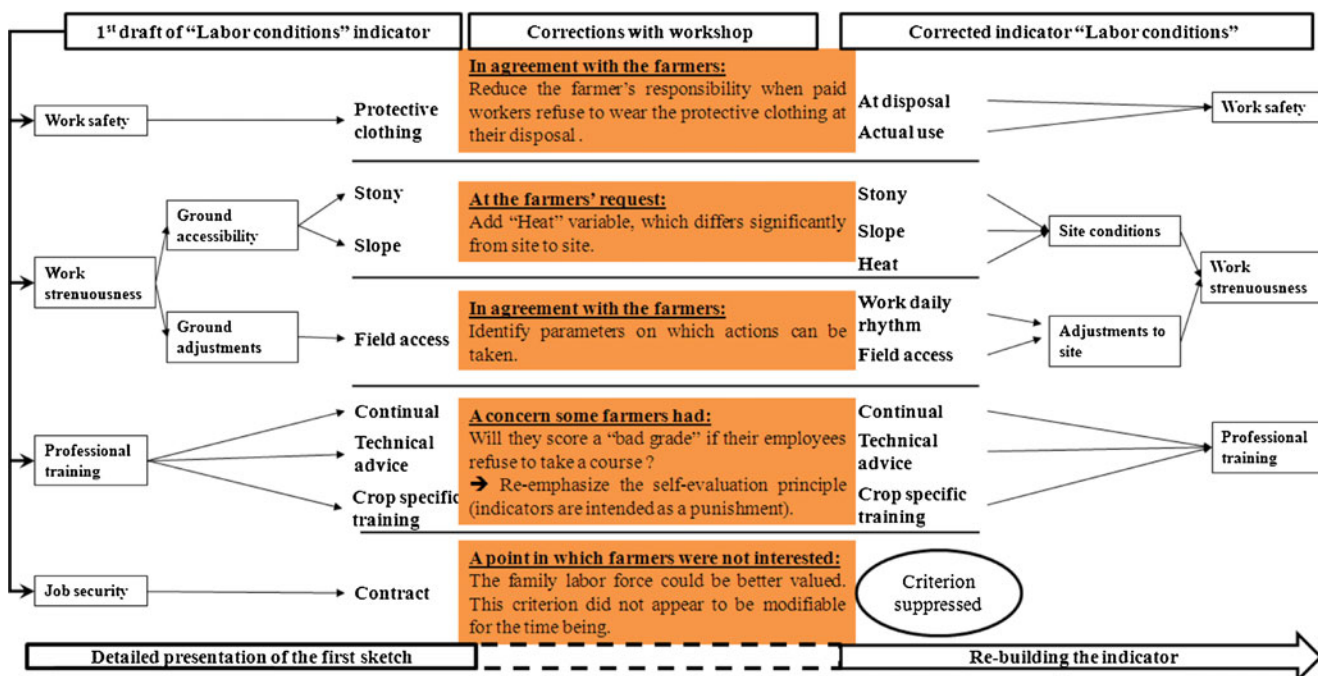 1st draft of “Labor conditions” indicator
Corrections with workshop
Corrected indicator “Labor conditions”
Work safety
Protective
clothing
In agreement with the farmers:
Reduce the farmer’s responsibility when paid
workers refuse to wear the protective clothing at
their disposal .
At disposal
Actual use
Work safety
Work
strenuousness
Ground
accessibility
Stony
Slope
At the farmers’ request:
Add “Heat” variable, which differs significantly
from site to site.
Stony
Slope
Heat
Site conditions
Work
strenuousness
Ground
adjustments
Field access
In agreement with the farmers:
Identify parameters on which actions can be
taken.
Work daily
rhythm
Field access
Adjustments to
site
Professional
training
Continual
Technical
advice
Crop specific
training
A concern some farmers had:
Will they score a “bad grade” if their employees
refuse to take a course ?
➔ Re-emphasize the self-evaluation principle
(indicators are intended as a punishment).
Continual
Technical
advice
Crop specific
training
Professional
training
Job security
Contract
A point in which farmers were not interested:
The family labor force could be better valued.
This criterion did not appear to be modifiable
for the time being.
Criterion
suppressed
Detailed presentation of the first sketch
Re-building the indicator